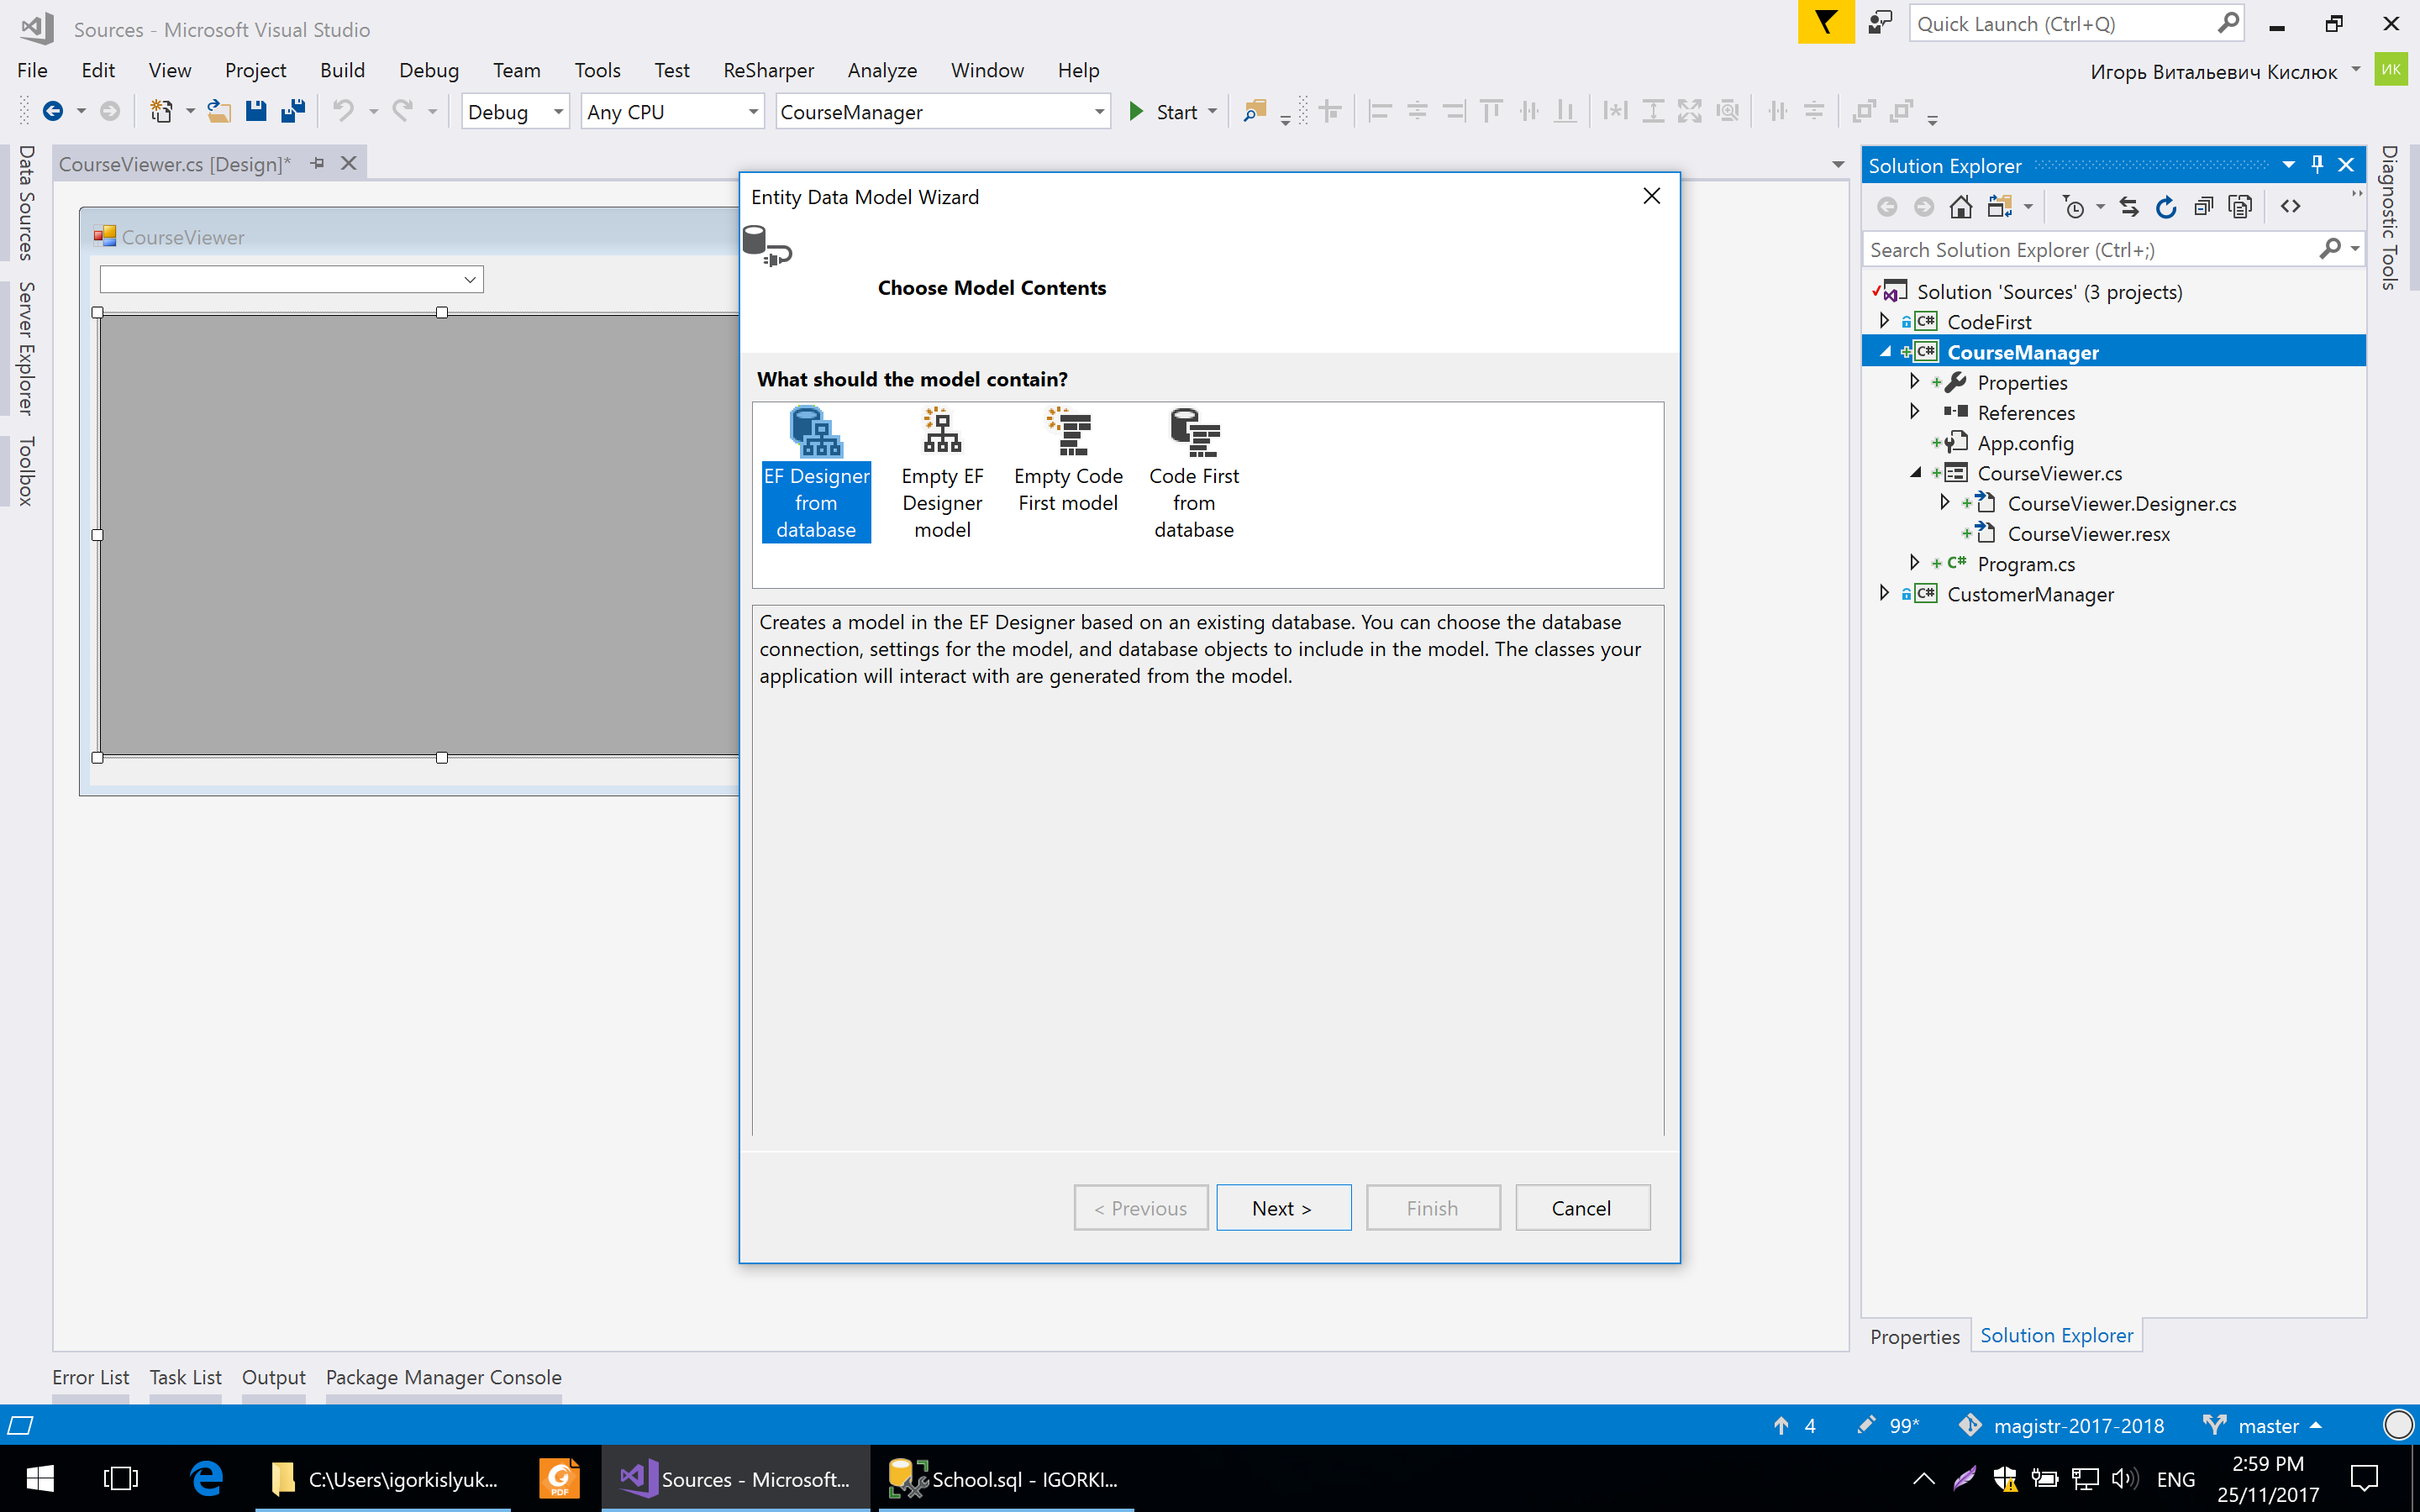 Sources - Microsoft Visual Studio
Quick Launch (Ctrl+Q)
File Edit View Project Build Debug Team Tools Test ReSharper Analyze Window Help
Игорь Витальевич Кислюк
ИК
Debug Any CPU CourseManager Start
Data Sources
Server Explorer
Toolbox
CourseViewer.cs [Design]*
CourseViewer
Entity Data Model Wizard
Choose Model Contents
What should the model contain?
EF Designer
from
database
Empty EF
Designer
model
Empty Code
First model
Code First
from
database
Creates a model in the EF Designer based on an existing database. You can choose the database
connection, settings for the model, and database objects to include in the model. The classes your
application will interact with are generated from the model.
< Previous
Next >
Finish
Cancel
Solution Explorer
Search Solution Explorer (Ctrl+;)
Solution 'Sources' (3 projects)
C# CodeFirst
C# CourseManager
Properties
References
App.config
CourseViewer.cs
CourseViewer.Designer.cs
CourseViewer.resx
C# Program.cs
C# CustomerManager
Properties
Solution Explorer
Diagnostic Tools
Error List Task List Output Package Manager Console
4 99* magistr-2017-2018 master
C:\Users\igorkislyuk...
PDF
Sources - Microsoft...
School.sql - IGORKI...
ENG
2:59 PM
25/11/2017